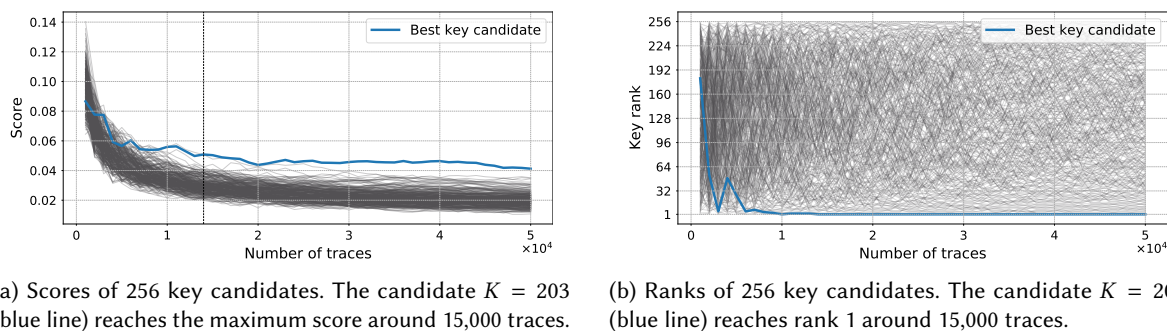 0.14
0.12
0.10
0.08
0.06
0.04
0.02
Score
Best key candidate
0 1 2 3 4 5
×10⁴
Number of traces
256
224
192
160
128
96
64
32
1
Key rank
Best key candidate
0 1 2 3 4 5
×10⁴
Number of traces
a) Scores of 256 key candidates. The candidate K = 203
blue line) reaches the maximum score around 15,000 traces.
(b) Ranks of 256 key candidates. The candidate K = 20
(blue line) reaches rank 1 around 15,000 traces.